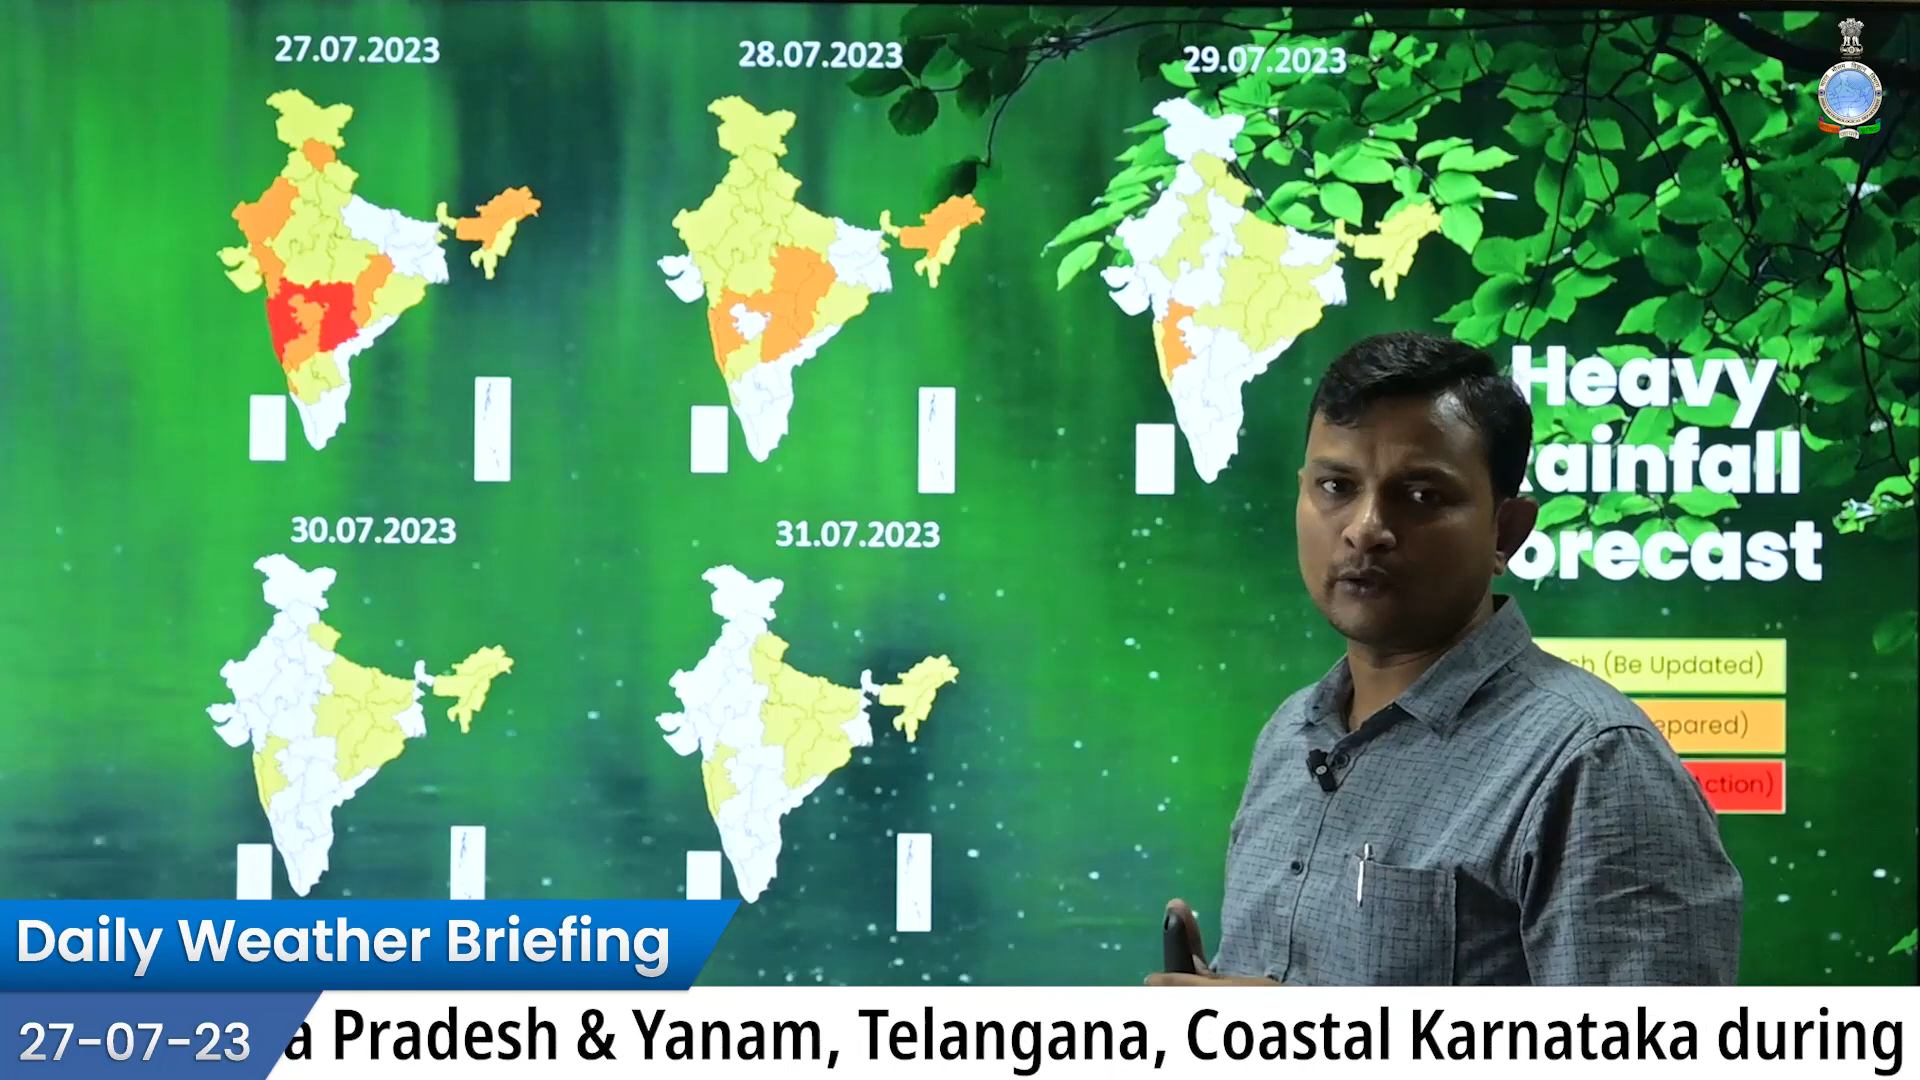 27.07.2023
28.07.2023
29.07.2023
Heavy
ainfall
orecast
30.07.2023
31.07.2023
ch (Be Updated)
epared)
ction)
Daily Weather Briefing
27-07-23
a Pradesh & Yanam, Telangana, Coastal Karnataka during